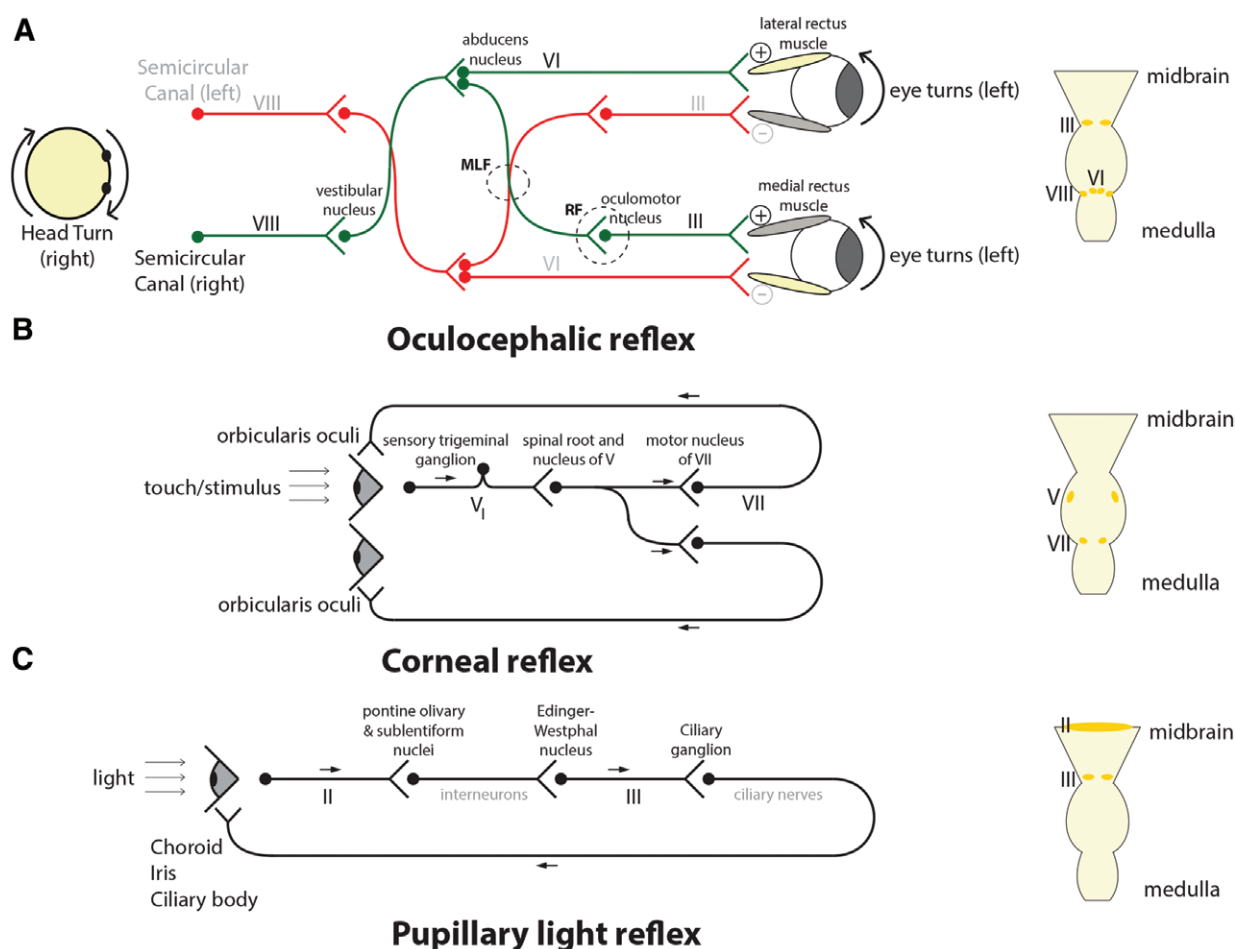 A
Semicircular
Canal (left)
VIII
abducens
nucleus
VI
lateral rectus
muscle
+
III
−
eye turns (left)
midbrain
III
VI
VIII
medulla
MLF
vestibular
nucleus
RF
oculomotor
nucleus
III
medial rectus
muscle
+
Head Turn
(right)
VIII
Semicircular
Canal (right)
VI
−
eye turns (left)
Oculocephalic reflex
B
orbicularis oculi
touch/stimulus
sensory trigeminal
ganglion
spinal root and
nucleus of V
motor nucleus
of VII
VI
VII
orbicularis oculi
midbrain
V
VII
medulla
Corneal reflex
C
light
pontine olivary
& sublentiform
nuclei
Edinger-
Westphal
nucleus
Ciliary
ganglion
II
interneurons
III
ciliary nerves
Choroid
Iris
Ciliary body
II
midbrain
III
medulla
Pupillary light reflex